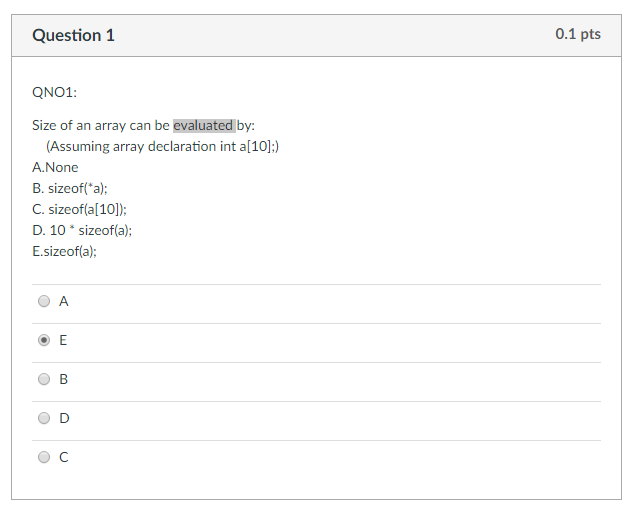 Question 1
0.1 pts
QNO1:
Size of an array can be evaluated by:
(Assuming array declaration int a[10];)
A.None
B. sizeof(*a);
C. sizeof(a[10]);
D. 10 * sizeof(a);
E.sizeof(a);
A
E
B
D
C